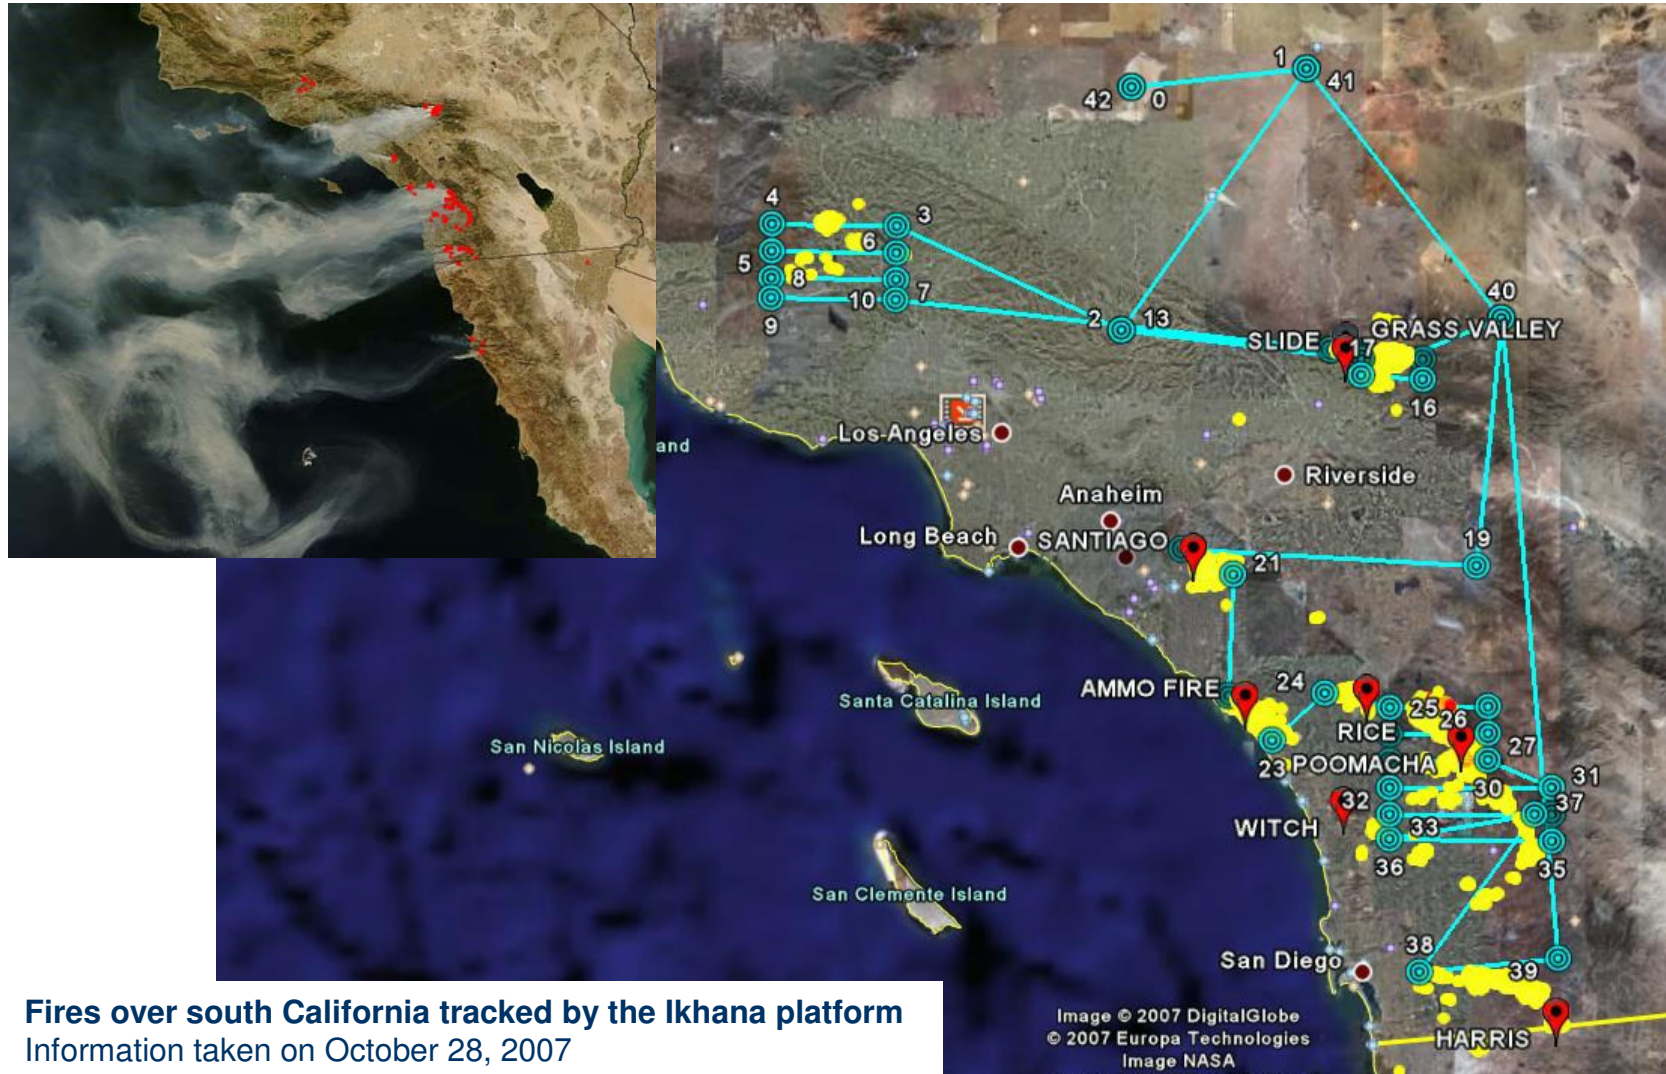 1
41
42
0
4
3
6
5
8
7
10
9
2
13
40
SLIDE
17
GRASS VALLEY
16
and
Los Angeles
Riverside
Anaheim
Long Beach
SANTIAGO
19
21
AMMO FIRE
24
Santa Catalina Island
25
26
RICE
San Nicolas Island
27
23
POOMACHA
31
30
32
37
WITCH
33
36
35
San Clemente Island
38
San Diego
39
HARRIS
Fires over south California tracked by the Ikhana platform
Information taken on October 28, 2007
Image © 2007 DigitalGlobe
© 2007 Europa Technologies
Image NASA